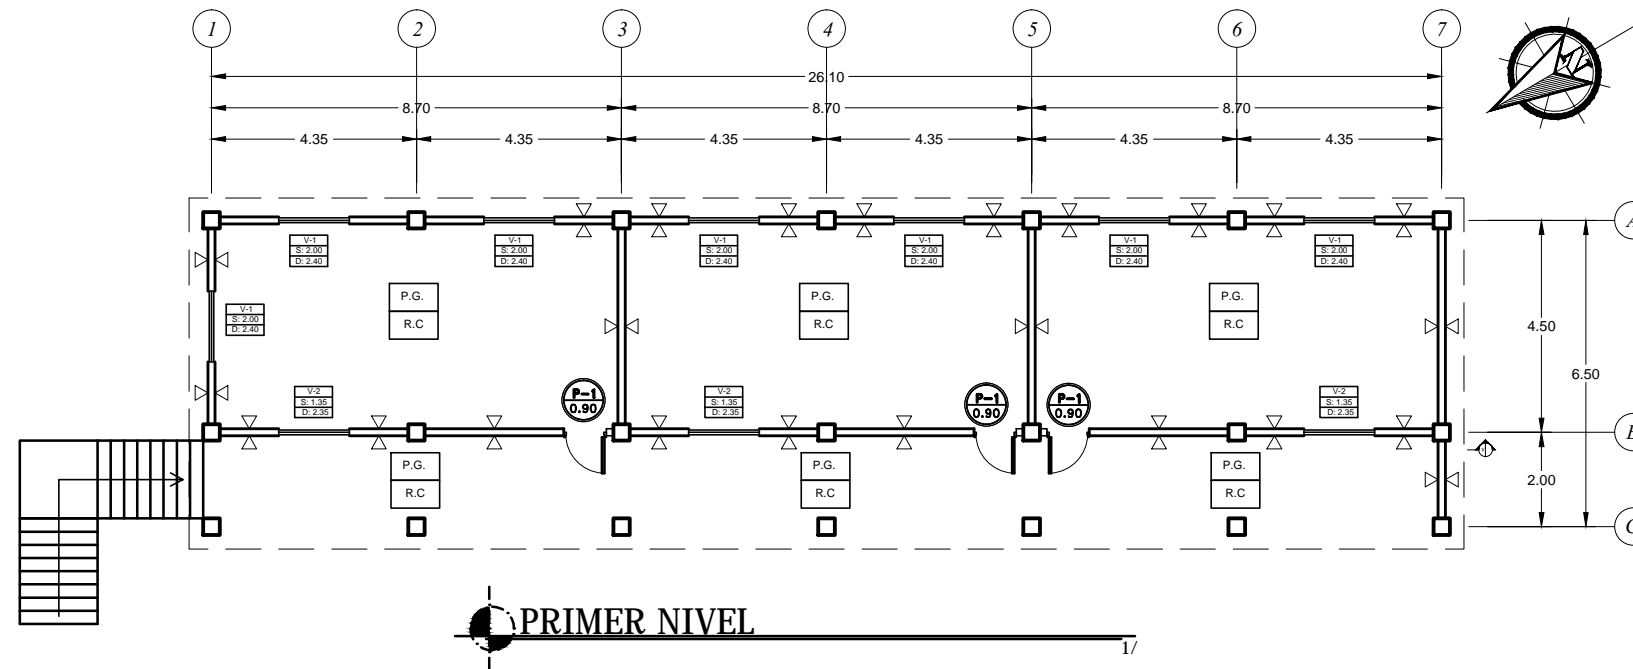 1 2 3 4 5 6 7
N
26.10
8.70 8.70 8.70
4.35 4.35 4.35 4.35 4.35 4.35
A
V-1 V-1 V-1 V-1 V-1 V-1
S: 2.00 S: 2.00 S: 2.00 S: 2.00 S: 2.00 S: 2.00
D: 2.40 D: 2.40 D: 2.40 D: 2.40 D: 2.40 D: 2.40
P.G. P.G. P.G.
R.C R.C R.C
V-1
S: 2.00
D: 2.40
4.50
6.50
V-2 V-2 V-2
S: 1.35 S: 1.35 S: 1.35
D: 2.35 D: 2.35 D: 2.35
P-1 P-1 P-1
0.90 0.90 0.90
B
P.G. P.G. P.G.
R.C R.C R.C
2.00
C
PRIMER NIVEL
1/